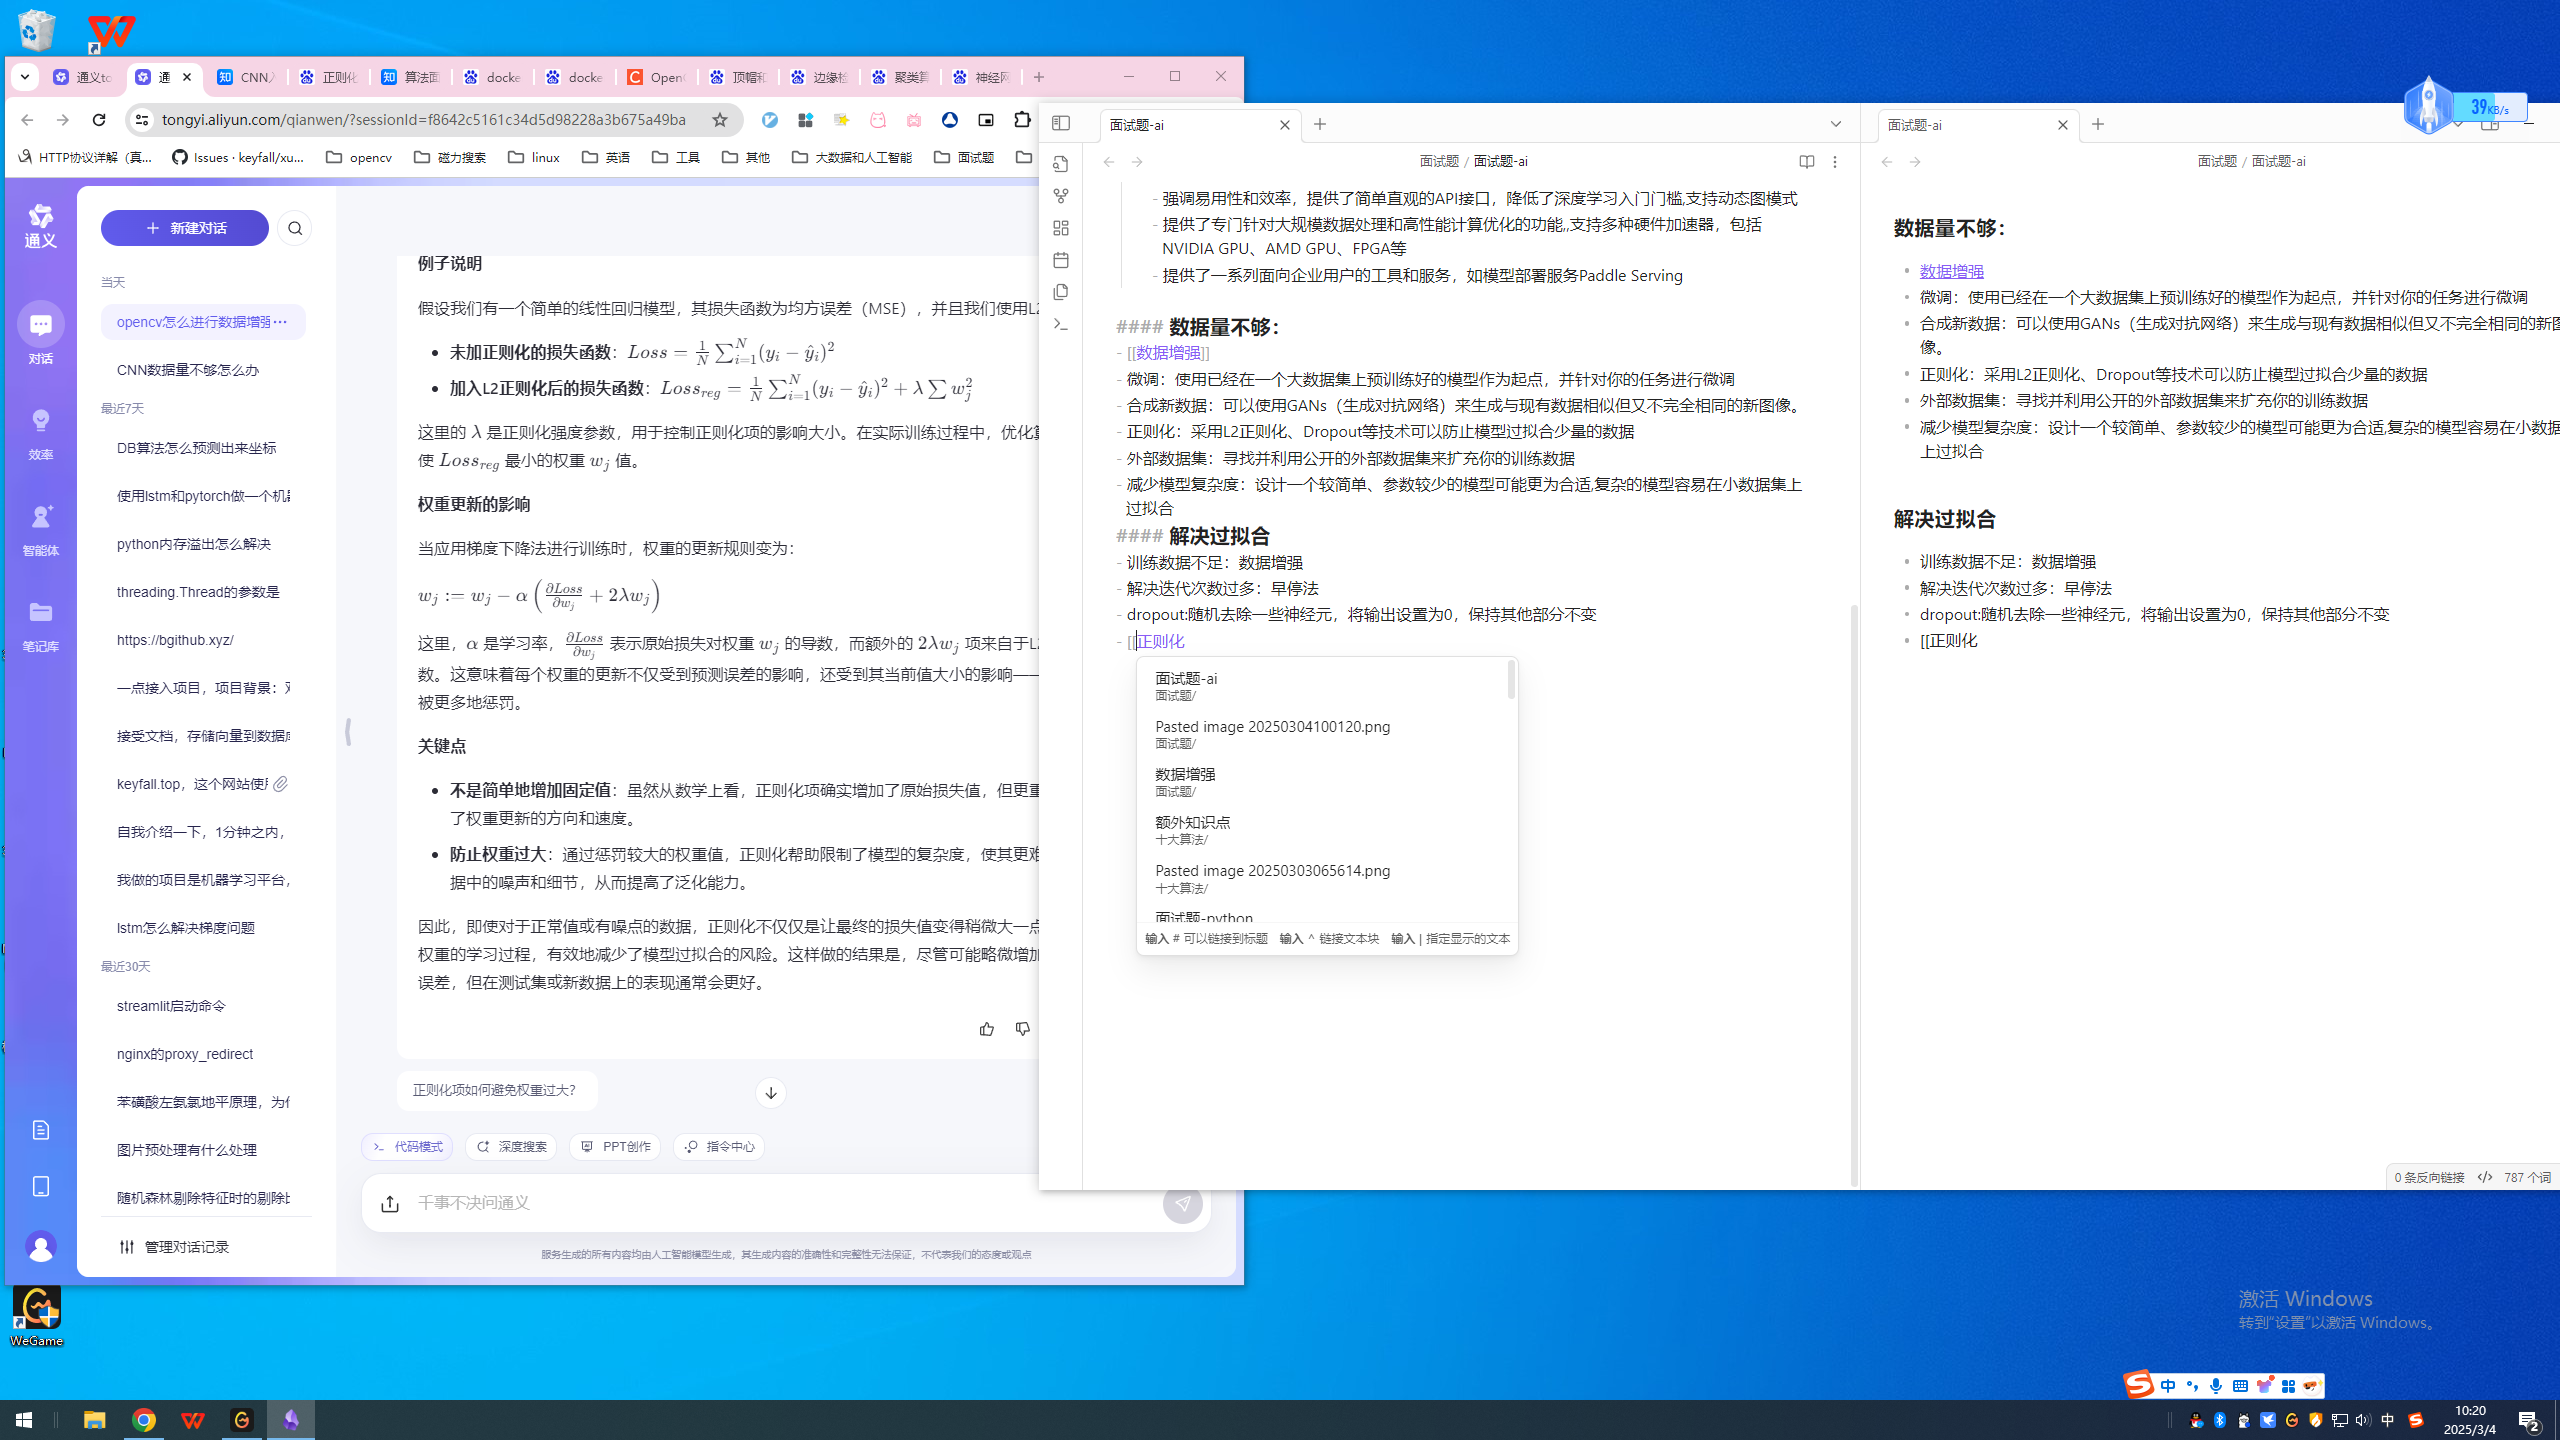 通义to
通
CNN入
正则化
算法面
docke
docke
Open
顶帽和
边缘检
聚类算
神经网
tongyi.aliyun.com/qianwen/?sessionId=f8642c5161c34d5d98228a3b675a49ba
HTTP协议详解（真...
Issues · keyfall/xu...
opencv
磁力搜索
linux
英语
工具
其他
大数据和人工智能
面试题
通义
对话
效率
智能体
笔记库
新建对话
当天
opencv怎么进行数据增强···
CNN数据量不够怎么办
最近7天
DB算法怎么预测出来坐标
使用lstm和pytorch做一个机器
python内存溢出怎么解决
threading.Thread的参数是
https://bgithub.xyz/
一点接入项目，项目背景：对
接受文档，存储向量到数据库
keyfall.top，这个网站使用
自我介绍一下，1分钟之内，
我做的项目是机器学习平台，
lstm怎么解决梯度问题
最近30天
streamlit启动命令
nginx的proxy_redirect
苯磺酸左氨氯地平原理，为什
图片预处理有什么处理
随机森林剔除特征时的剔除比
管理对话记录
例子说明
假设我们有一个简单的线性回归模型，其损失函数为均方误差（MSE），并且我们使用L2
• 未加正则化的损失函数：Loss = 1/N ∑_{i=1}^{N}(y_i − ŷ_i)^2
• 加入L2正则化后的损失函数：Loss_{reg} = 1/N ∑_{i=1}^{N}(y_i − ŷ_i)^2 + λ ∑ w_j^2
这里的 λ 是正则化强度参数，用于控制正则化项的影响大小。在实际训练过程中，优化算
使 Loss_{reg} 最小的权重 w_j 值。
权重更新的影响
当应用梯度下降法进行训练时，权重的更新规则变为：
w_j := w_j − α (∂Loss/∂w_j + 2λw_j)
这里，α 是学习率，∂Loss/∂w_j 表示原始损失对权重 w_j 的导数，而额外的 2λw_j 项来自于L2
数。这意味着每个权重的更新不仅受到预测误差的影响，还受到其当前值大小的影响——
被更多地惩罚。
关键点
• 不是简单地增加固定值：虽然从数学上看，正则化项确实增加了原始损失值，但更重
了权重更新的方向和速度。
• 防止权重过大：通过惩罚较大的权重值，正则化帮助限制了模型的复杂度，使其更难
据中的噪声和细节，从而提高了泛化能力。
因此，即使对于正常值或有噪点的数据，正则化不仅仅是让最终的损失值变得稍微大一点
权重的学习过程，有效地减少了模型过拟合的风险。这样做的结果是，尽管可能略微增加
误差，但在测试集或新数据上的表现通常会更好。
正则化项如何避免权重过大？
代码模式
深度搜索
PPT创作
指令中心
千事不决问通义
服务生成的所有内容均由人工智能模型生成，其生成内容的准确性和完整性无法保证，不代表我们的态度或观点
面试题-ai
面试题 / 面试题-ai
- 强调易用性和效率，提供了简单直观的API接口，降低了深度学习入门门槛,支持动态图模式
- 提供了专门针对大规模数据处理和高性能计算优化的功能,,支持多种硬件加速器，包括
NVIDIA GPU、AMD GPU、FPGA等
- 提供了一系列面向企业用户的工具和服务，如模型部署服务Paddle Serving
#### 数据量不够：
- [[数据增强]]
- 微调：使用已经在一个大数据集上预训练好的模型作为起点，并针对你的任务进行微调
- 合成新数据：可以使用GANs（生成对抗网络）来生成与现有数据相似但又不完全相同的新图像。
- 正则化：采用L2正则化、Dropout等技术可以防止模型过拟合少量的数据
- 外部数据集：寻找并利用公开的外部数据集来扩充你的训练数据
- 减少模型复杂度：设计一个较简单、参数较少的模型可能更为合适,复杂的模型容易在小数据集上
过拟合
#### 解决过拟合
- 训练数据不足：数据增强
- 解决迭代次数过多：早停法
- dropout:随机去除一些神经元，将输出设置为0，保持其他部分不变
- [[正则化
面试题-ai
面试题/
Pasted image 20250304100120.png
面试题/
数据增强
面试题/
额外知识点
十大算法/
Pasted image 20250303065614.png
十大算法/
面试题-python
输入 # 可以链接到标题 输入 ^ 链接文本块 输入 | 指定显示的文本
面试题-ai
面试题 / 面试题-ai
39KB/s
数据量不够：
• 数据增强
• 微调：使用已经在一个大数据集上预训练好的模型作为起点，并针对你的任务进行微调
• 合成新数据：可以使用GANs（生成对抗网络）来生成与现有数据相似但又不完全相同的新图
像。
• 正则化：采用L2正则化、Dropout等技术可以防止模型过拟合少量的数据
• 外部数据集：寻找并利用公开的外部数据集来扩充你的训练数据
• 减少模型复杂度：设计一个较简单、参数较少的模型可能更为合适,复杂的模型容易在小数据
上过拟合
解决过拟合
• 训练数据不足：数据增强
• 解决迭代次数过多：早停法
• dropout:随机去除一些神经元，将输出设置为0，保持其他部分不变
• [[正则化
0 条反向链接
787 个词
激活 Windows
转到"设置"以激活 Windows。
WeGame
中
中
10:20
2025/3/4
2